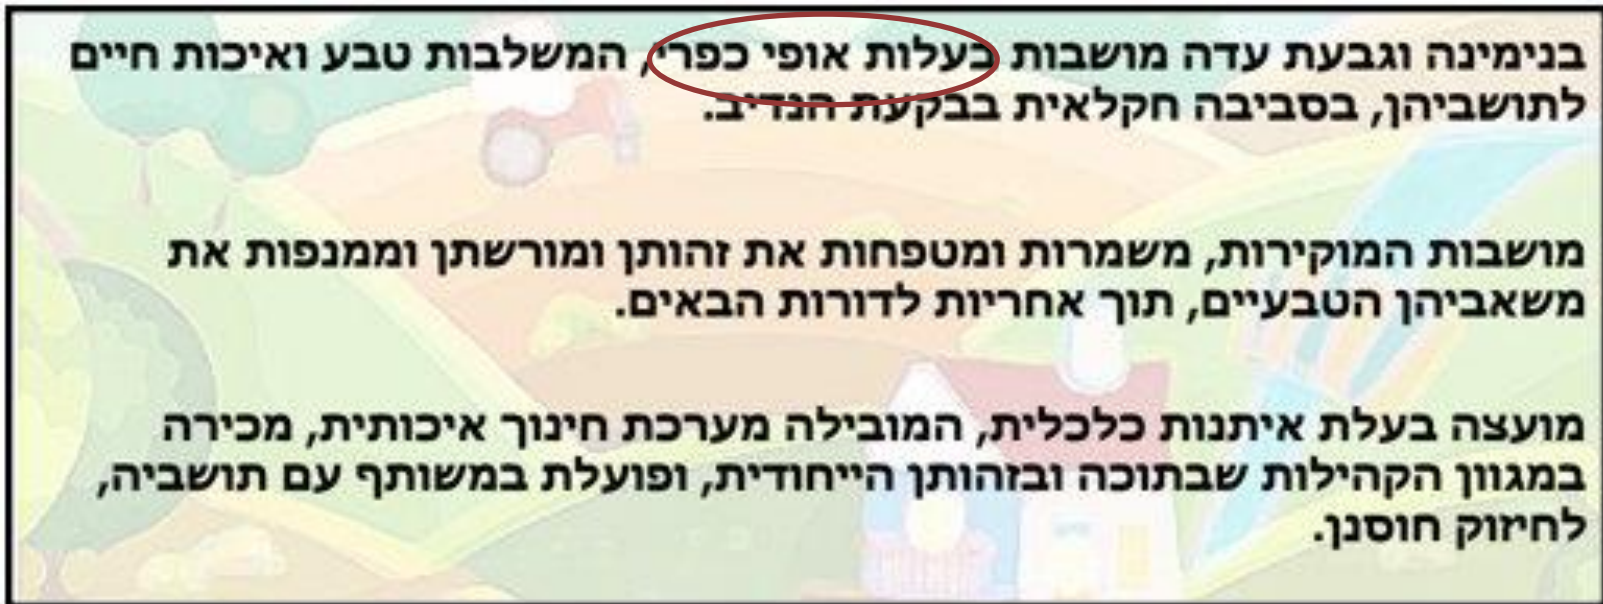 בנימינה וגבעת עדה מושבות בעלות אופי כפרי, המשלבות טבע ואיכות חיים
לתושביהן, בסביבה חקלאית בבקעת הנדיב.
מושבות המוקירות, משמרות ומטפחות את זהותן ומורשתן וממנפות את
משאביהן הטבעיים, תוך אחריות לדורות הבאים.
מועצה בעלת איתנות כלכלית, המובילה מערכת חינוך איכותית, מכירה
במגוון הקהילות שבתוכה ובזהותן הייחודית, ופועלת במשותף עם תושביה,
לחיזוק חוסנן.